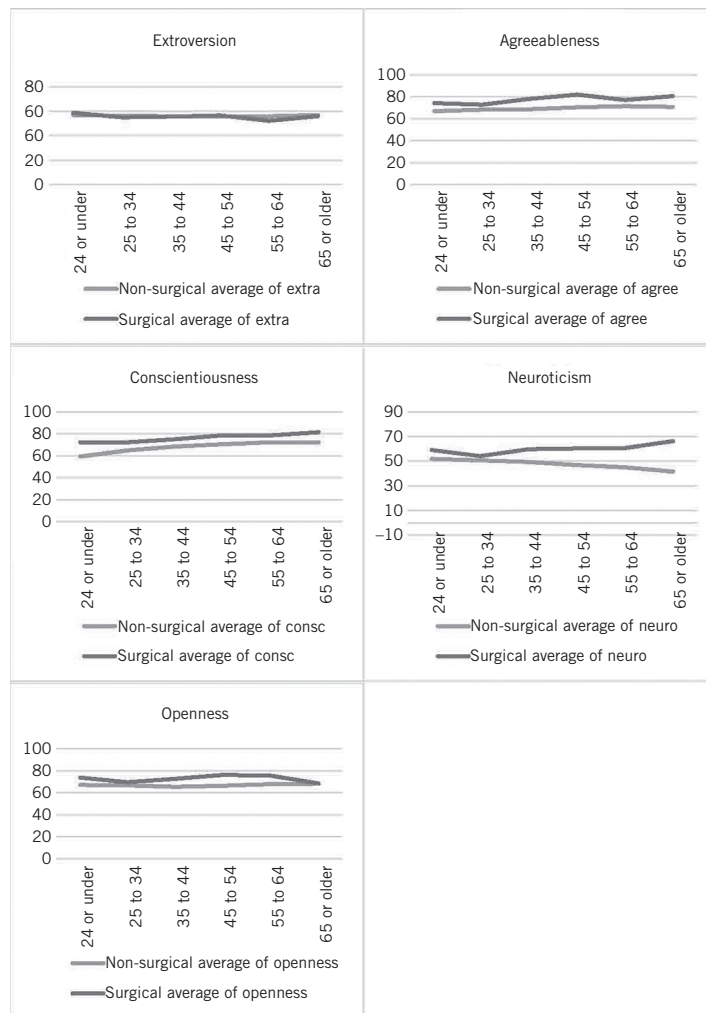 Extroversion
80
60
60
20
0
24 or under
25 to 34
35 to 44
45 to 54
55 to 64
65 or older
Non-surgical average of extra
Surgical average of extra
Agreeableness
100
80
60
40
20
0
24 or under
25 to 34
35 to 44
45 to 54
55 to 64
65 or older
Non-surgical average of agree
Surgical average of agree
Conscientiousness
100
80
60
40
20
0
24 or under
25 to 34
35 to 44
45 to 54
55 to 64
65 or older
Non-surgical average of consc
Surgical average of consc
Neuroticism
90
70
50
30
10
–10
24 or under
25 to 34
35 to 44
45 to 54
55 to 64
65 or older
Non-surgical average of neuro
Surgical average of neuro
Openness
100
80
60
40
20
0
24 or under
25 to 34
35 to 44
45 to 54
55 to 64
65 or older
Non-surgical average of openness
Surgical average of openness